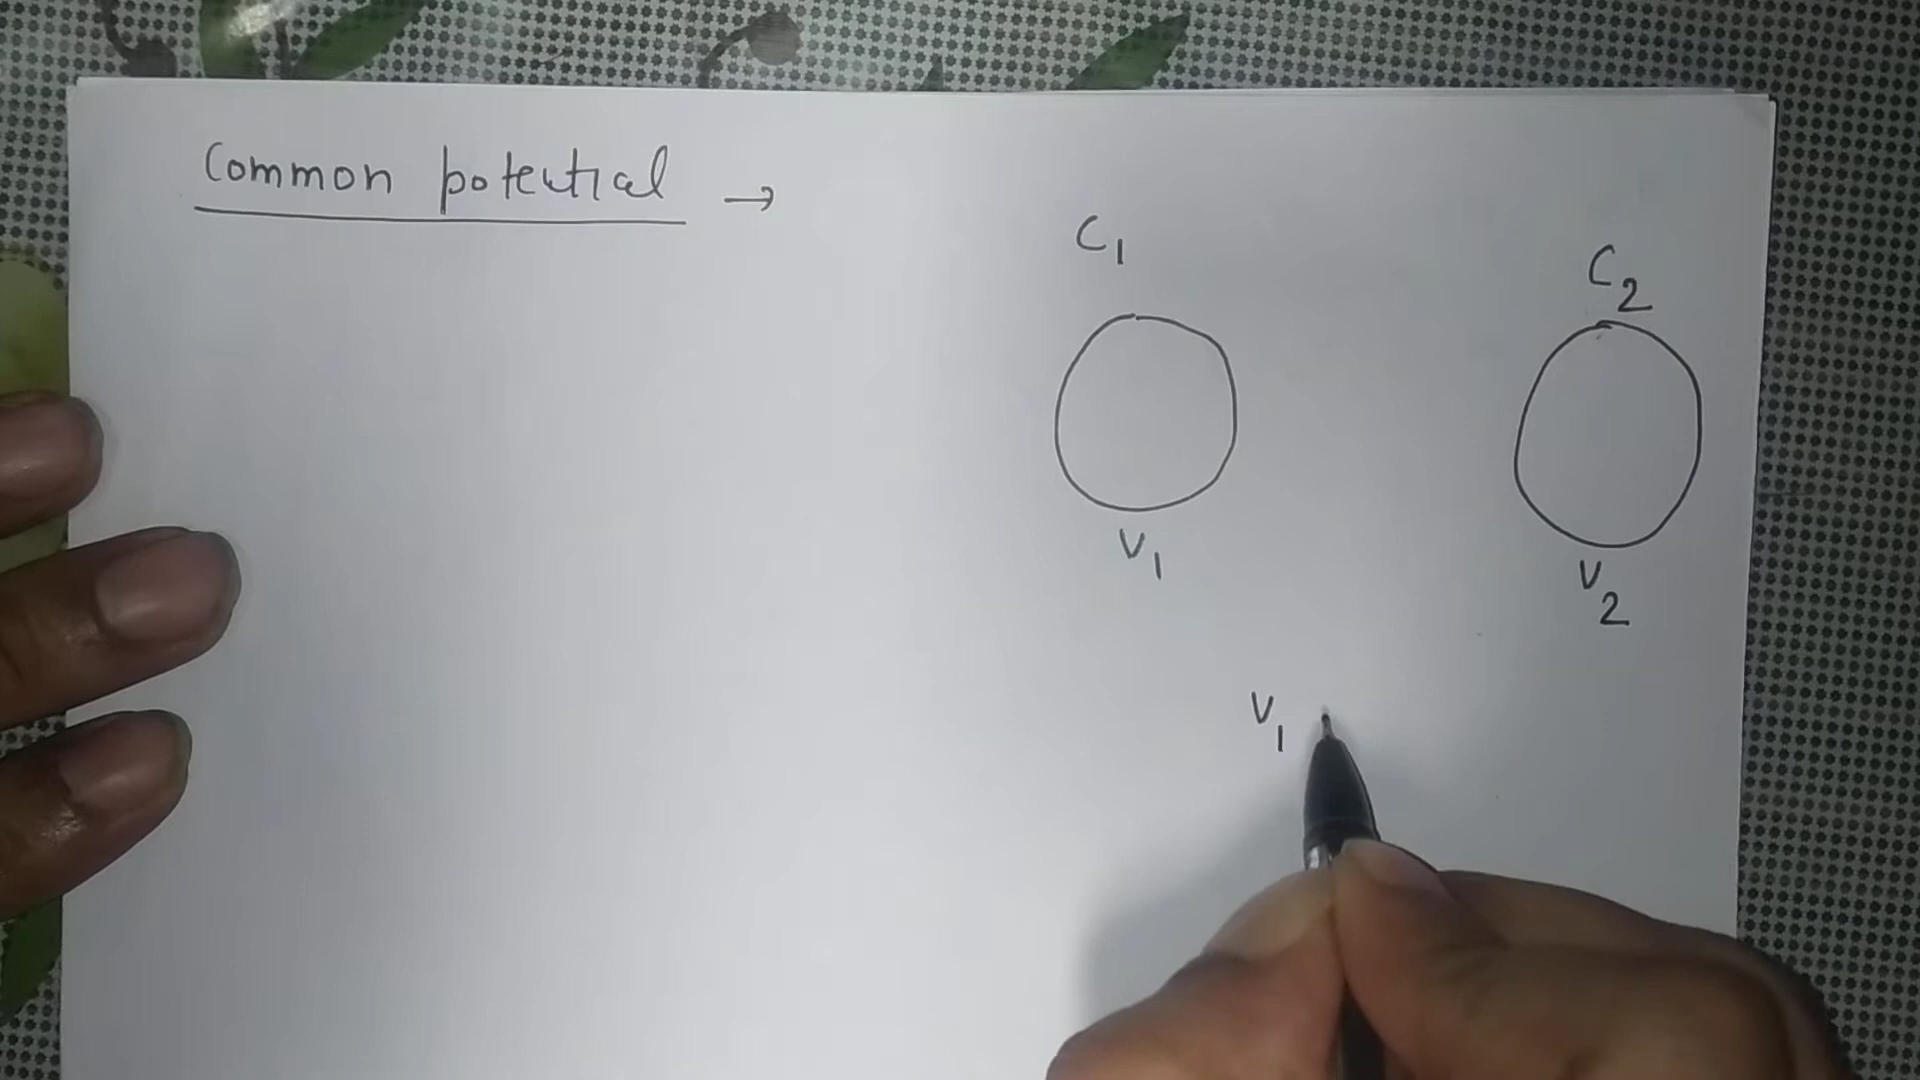 Common potential →
C1
C2
V1
V2
V1